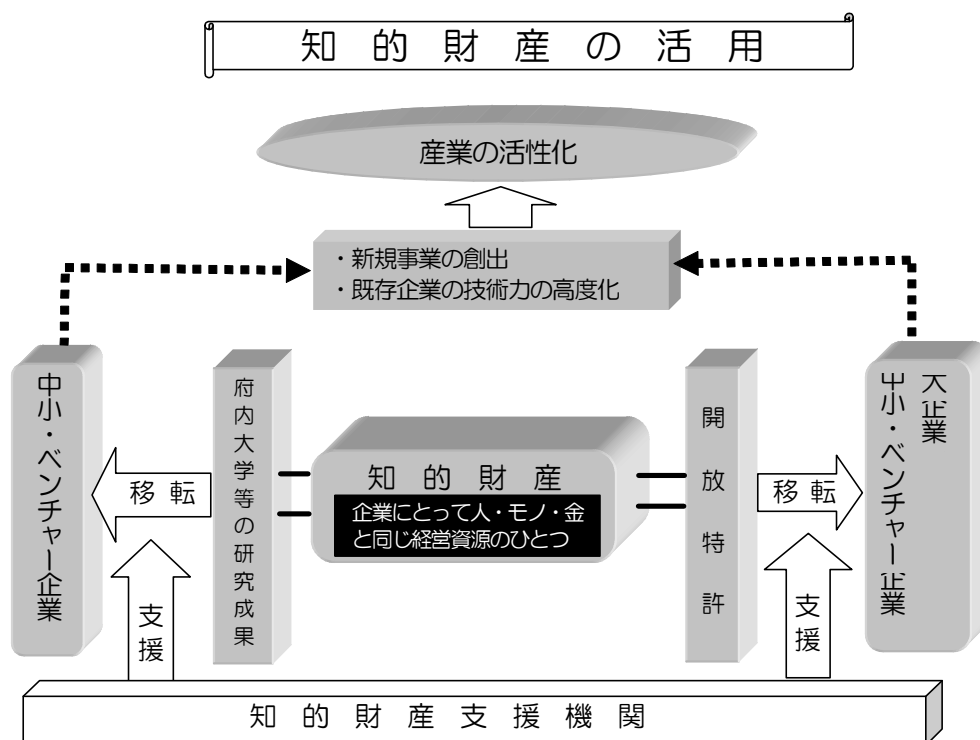 知的財産の活用
産業の活性化
・新規事業の創出
・既存企業の技術力の高度化
中小・ベンチャー企業
移転
府内大学等の研究成果
知的財産
企業にとって人・モノ・金
と同じ経営資源のひとつ
開放特許
移転
大企業
中小・ベンチャー企業
支援
支援
知的財産支援機関